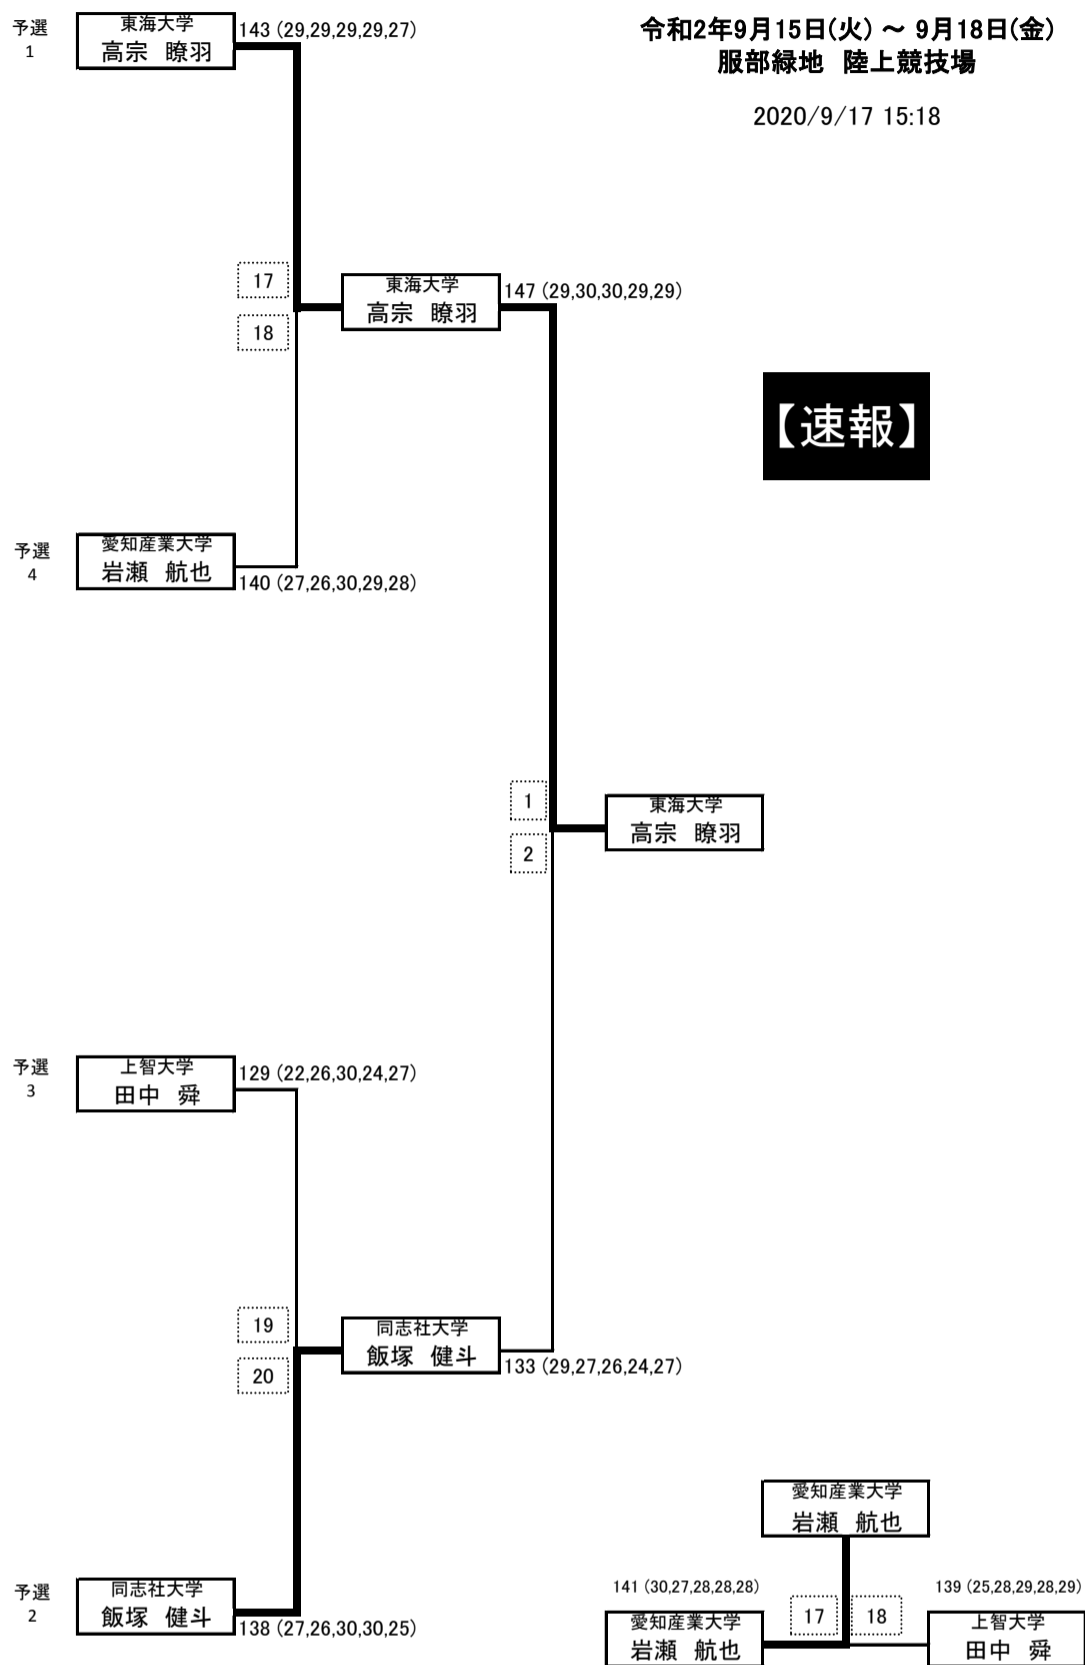 令和2年9月15日(火) ～ 9月18日(金)
服部緑地　陸上競技場
2020/9/17 15:18
【速報】
予選
1
東海大学
高宗　瞭羽
143 (29,29,29,29,27)
17
18
東海大学
高宗　瞭羽
147 (29,30,30,29,29)
予選
4
愛知産業大学
岩瀬　航也
140 (27,26,30,29,28)
1
2
東海大学
高宗　瞭羽
予選
3
上智大学
田中　舜
129 (22,26,30,24,27)
19
20
同志社大学
飯塚　健斗
133 (29,27,26,24,27)
予選
2
同志社大学
飯塚　健斗
138 (27,26,30,30,25)
愛知産業大学
岩瀬　航也
141 (30,27,28,28,28)
139 (25,28,29,28,29)
愛知産業大学
岩瀬　航也
17
18
上智大学
田中　舜